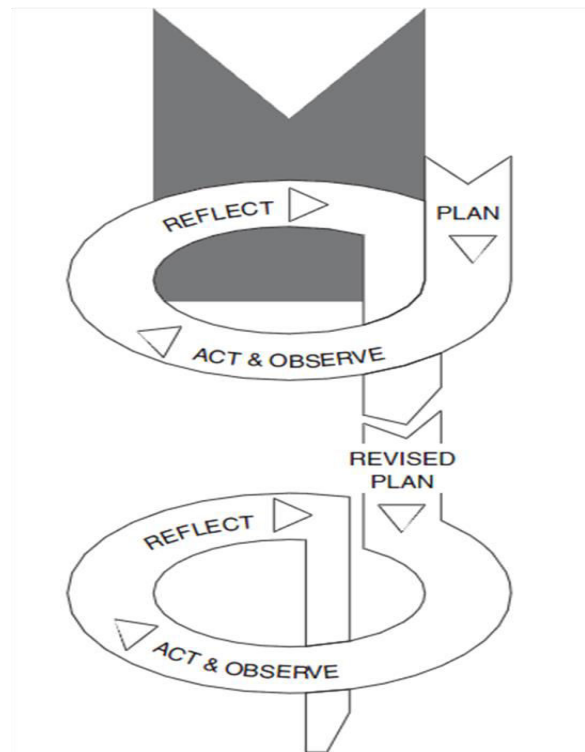 REFLECT
PLAN
ACT & OBSERVE
REVISED
PLAN
REFLECT
ACT & OBSERVE